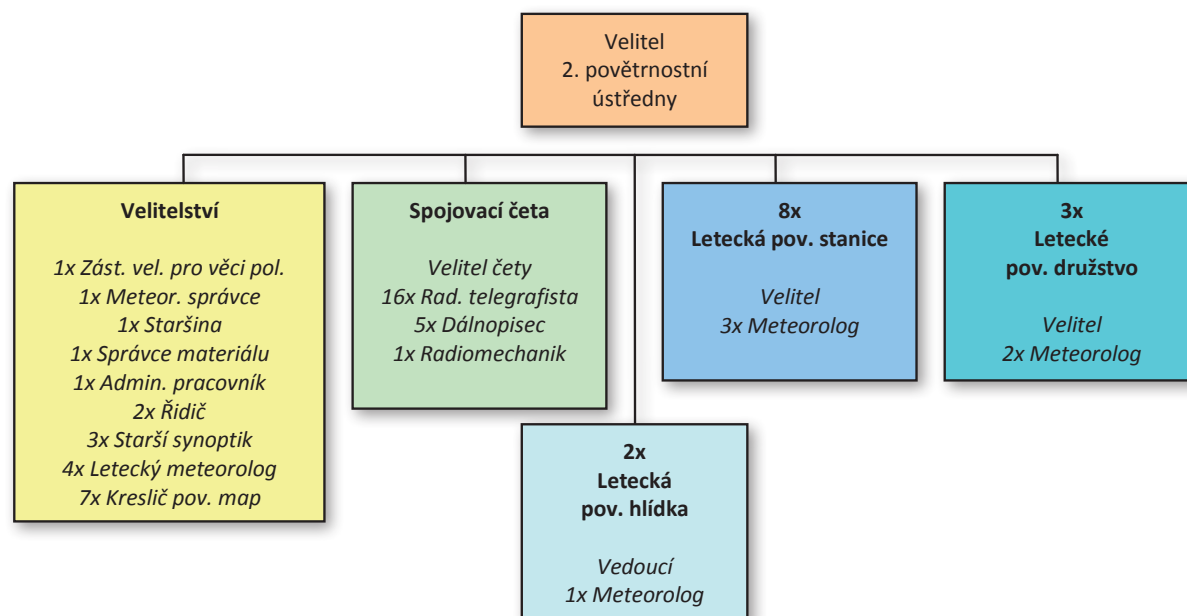 Velitel
2. povětrnostní
ústředny
Velitelství
1x Zást. vel. pro věci pol.
1x Meteor. správce
1x Staršina
1x Správce materiálu
1x Admin. pracovník
2x Řidič
3x Starší synoptik
4x Letecký meteorolog
7x Kreslič pov. map
Spojovací četa
Velitel čety
16x Rad. telegrafista
5x Dálnopisec
1x Radiomechanik
8x
Letecká pov. stanice
Velitel
3x Meteorolog
3x
Letecké
pov. družstvo
Velitel
2x Meteorolog
2x
Letecká
pov. hlídka
Vedoucí
1x Meteorolog